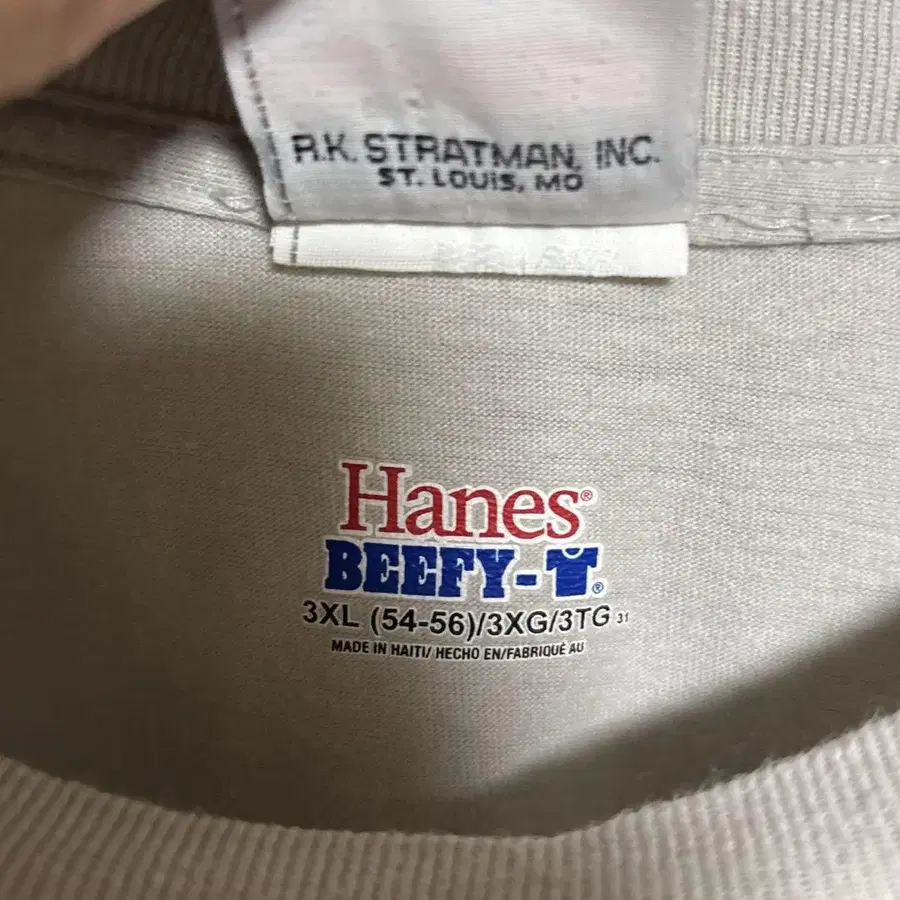 R.K. STRATMAN, INC.
ST. LOUIS, MO
Hanes®
BEEFY-T®
3XL (54-56)/3XG/3TG 31
MADE IN HAITI/ HECHO EN/FABRIQUÉ AU